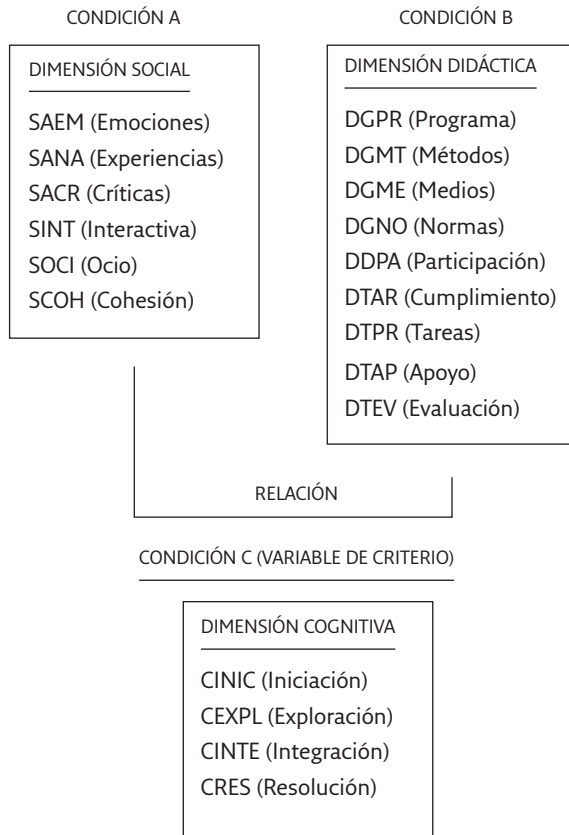 CONDICIÓN A
DIMENSIÓN SOCIAL
SAEM (Emociones)
SANA (Experiencias)
SACR (Críticas)
SINT (Interactiva)
SOCI (Ocio)
SCOH (Cohesión)
CONDICIÓN B
DIMENSIÓN DIDÁCTICA
DGPR (Programa)
DGMT (Métodos)
DGME (Medios)
DGNO (Normas)
DDPA (Participación)
DTAR (Cumplimiento)
DTPR (Tareas)
DTAP (Apoyo)
DTEV (Evaluación)
RELACIÓN
CONDICIÓN C (VARIABLE DE CRITERIO)
DIMENSIÓN COGNITIVA
CINIC (Iniciación)
CEXPL (Exploración)
CINTE (Integración)
CRES (Resolución)